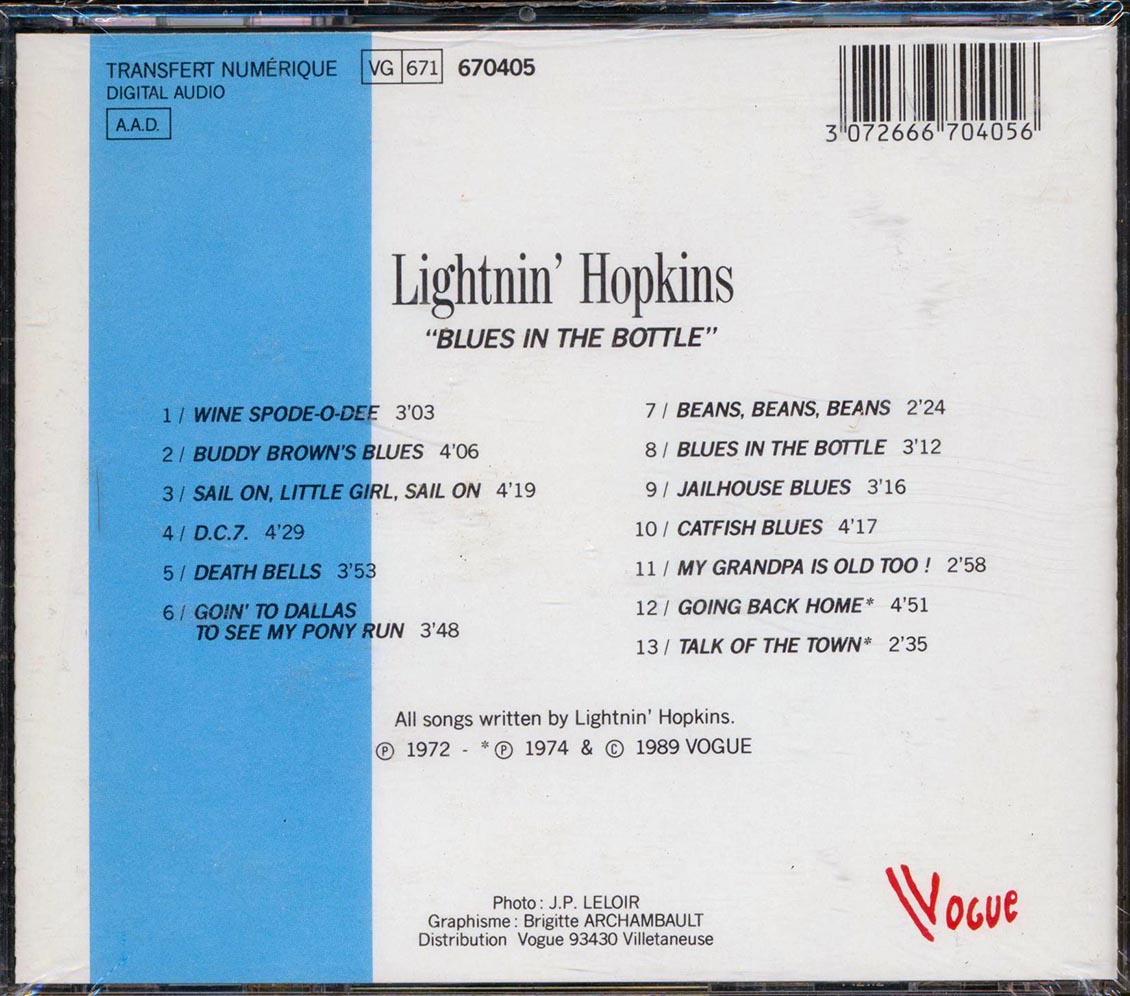 TRANSFERT NUMÉRIQUE VG 671 670405
DIGITAL AUDIO
A.A.D.
3 072666 704056
Lightnin' Hopkins
"BLUES IN THE BOTTLE"
1 / WINE SPODE-O-DEE 3'03
2 / BUDDY BROWN'S BLUES 4'06
3 / SAIL ON, LITTLE GIRL, SAIL ON 4'19
4 / D.C.7. 4'29
5 / DEATH BELLS 3'53
6 / GOIN' TO DALLAS
TO SEE MY PONY RUN 3'48
7 / BEANS, BEANS, BEANS 2'24
8 / BLUES IN THE BOTTLE 3'12
9 / JAILHOUSE BLUES 3'16
10 / CATFISH BLUES 4'17
11 / MY GRANDPA IS OLD TOO ! 2'58
12 / GOING BACK HOME* 4'51
13 / TALK OF THE TOWN* 2'35
All songs written by Lightnin' Hopkins.
℗ 1972 - *℗ 1974 & © 1989 VOGUE
Photo : J.P. LELOIR
Graphisme : Brigitte ARCHAMBAULT
Distribution Vogue 93430 Villetaneuse
VOGUE